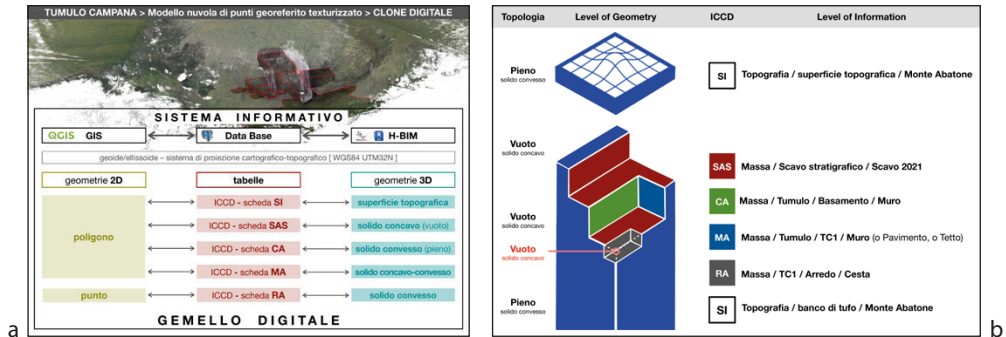 TUMULO CAMPANA > Modello nuvola di punti georeferito texturizzato > CLONE DIGITALE
SISTEMA INFORMATIVO
QGIS GIS
Data Base
H-BIM
geoide/ellissoide – sistema di proiezione cartografico-topografico [ WGS84 UTM32N ]
geometrie 2D
tabelle
geometrie 3D
poligono
ICCD - scheda SI
superficie topografica
ICCD - scheda SAS
solido concavo (vuoto)
ICCD - scheda CA
solido convesso (pieno)
ICCD - scheda MA
solido concavo-convesso
punto
ICCD - scheda RA
solido convesso
GEMELLO DIGITALE
a
Topologia
Level of Geometry
ICCD
Level of Information
Pieno
solido convesso
SI
Topografia / superficie topografica / Monte Abatone
Vuoto
solido concavo
SAS
Massa / Scavo stratigrafico / Scavo 2021
CA
Massa / Tumulo / Basamento / Muro
Vuoto
solido concavo
MA
Massa / Tumulo / TC1 / Muro (o Pavimento, o Tetto)
Vuoto
solido concavo
RA
Massa / TC1 / Arredo / Cesta
Pieno
solido convesso
SI
Topografia / banco di tufo / Monte Abatone
b